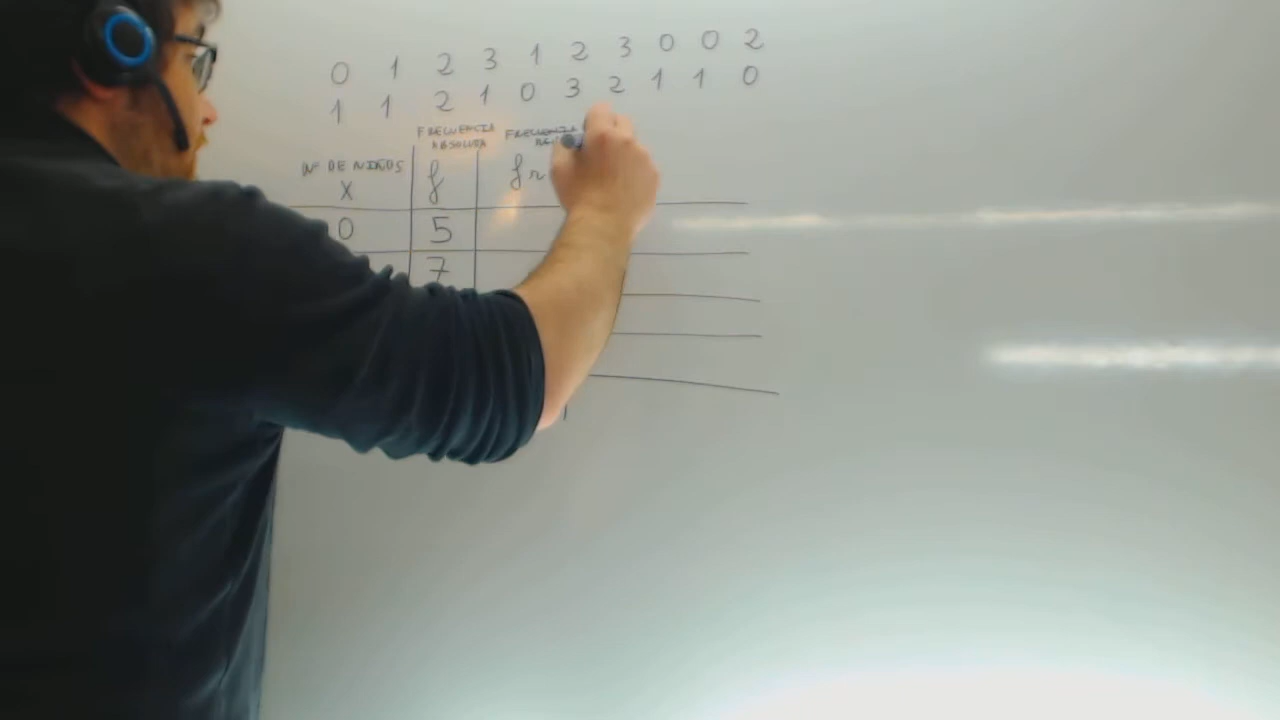 0 1 2 3 1 2 3 0 0 2
1 1 2 1 0 3 2 1 1 0
Nº DE NIÑOS
X
FRECUENCIA
ABSOLUTA
f
FRECUENCIA
fr
0 5
7